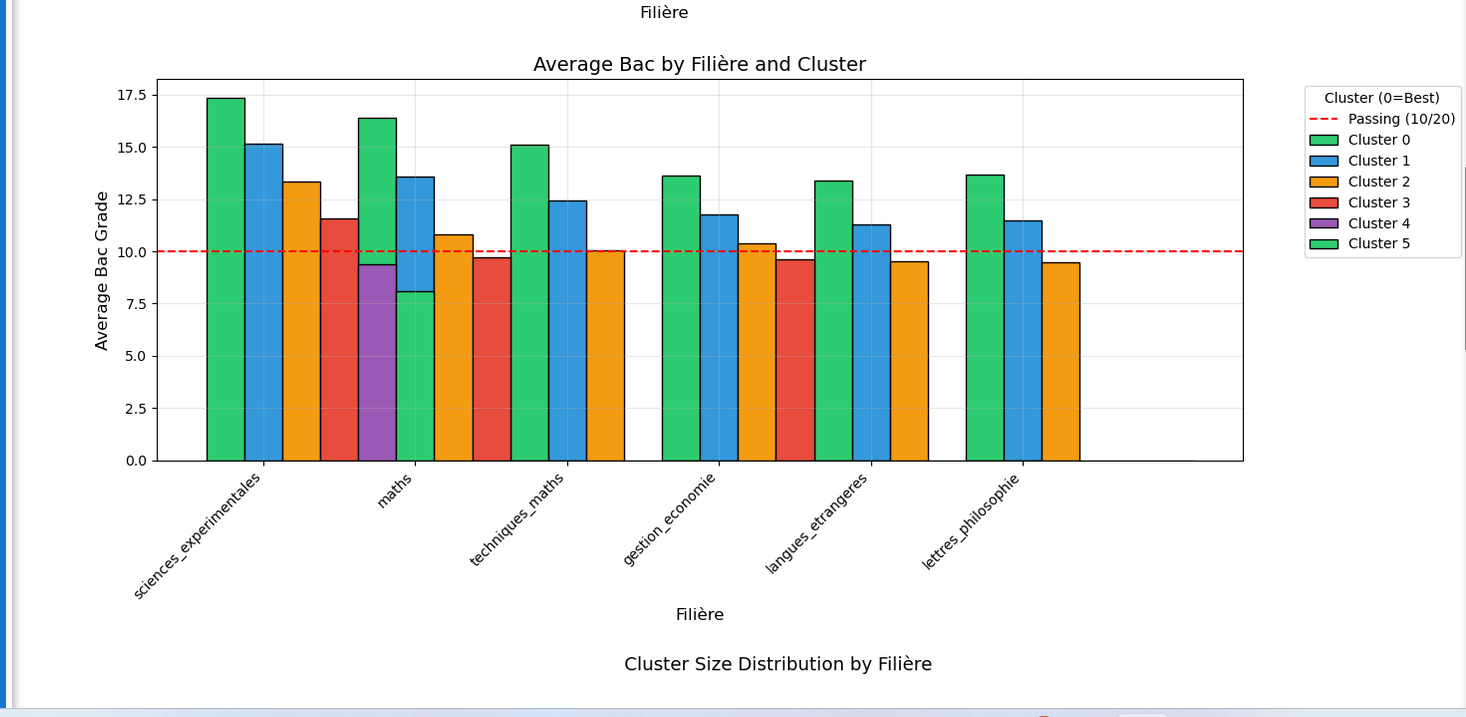 Filière
Average Bac by Filière and Cluster
Average Bac Grade
17.5
15.0
12.5
10.0
7.5
5.0
2.5
0.0
sciences_experimentales
maths
techniques_maths
gestion_economie
langues_etrangeres
lettres_philosophie
Filière
Cluster (0=Best)
Passing (10/20)
Cluster 0
Cluster 1
Cluster 2
Cluster 3
Cluster 4
Cluster 5
Cluster Size Distribution by Filière